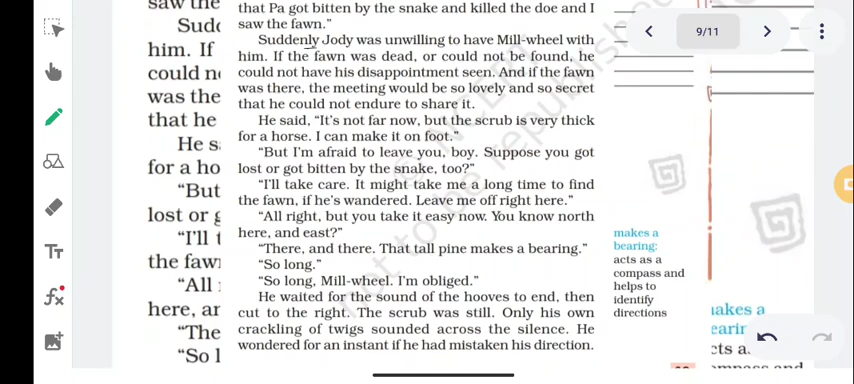 that Pa got bitten by the snake and killed the doe and I
saw the fawn."
Suddenly Jody was unwilling to have Mill-wheel with
him. If the fawn was dead, or could not be found, he
could not have his disappointment seen. And if the fawn
was there, the meeting would be so lovely and so secret
that he could not endure to share it.
He said, "It's not far now, but the scrub is very thick
for a horse. I can make it on foot."
"But I'm afraid to leave you, boy. Suppose you got
lost or got bitten by the snake, too?"
"I'll take care. It might take me a long time to find
the fawn, if he's wandered. Leave me off right here."
"All right, but you take it easy now. You know north
here, and east?"
"There, and there. That tall pine makes a bearing."
"So long."
"So long, Mill-wheel. I'm obliged."
He waited for the sound of the hooves to end, then
cut to the right. The scrub was still. Only his own
crackling of twigs sounded across the silence. He
wondered for an instant if he had mistaken his direction.
makes a
bearing:
acts as a
compass and
helps to
identify
directions
9/11
him. If
was the
that he
"But
lost or g
"I'll t
the faw
"All
here, ar
"The
"So l
Tt
fx
not to be republished